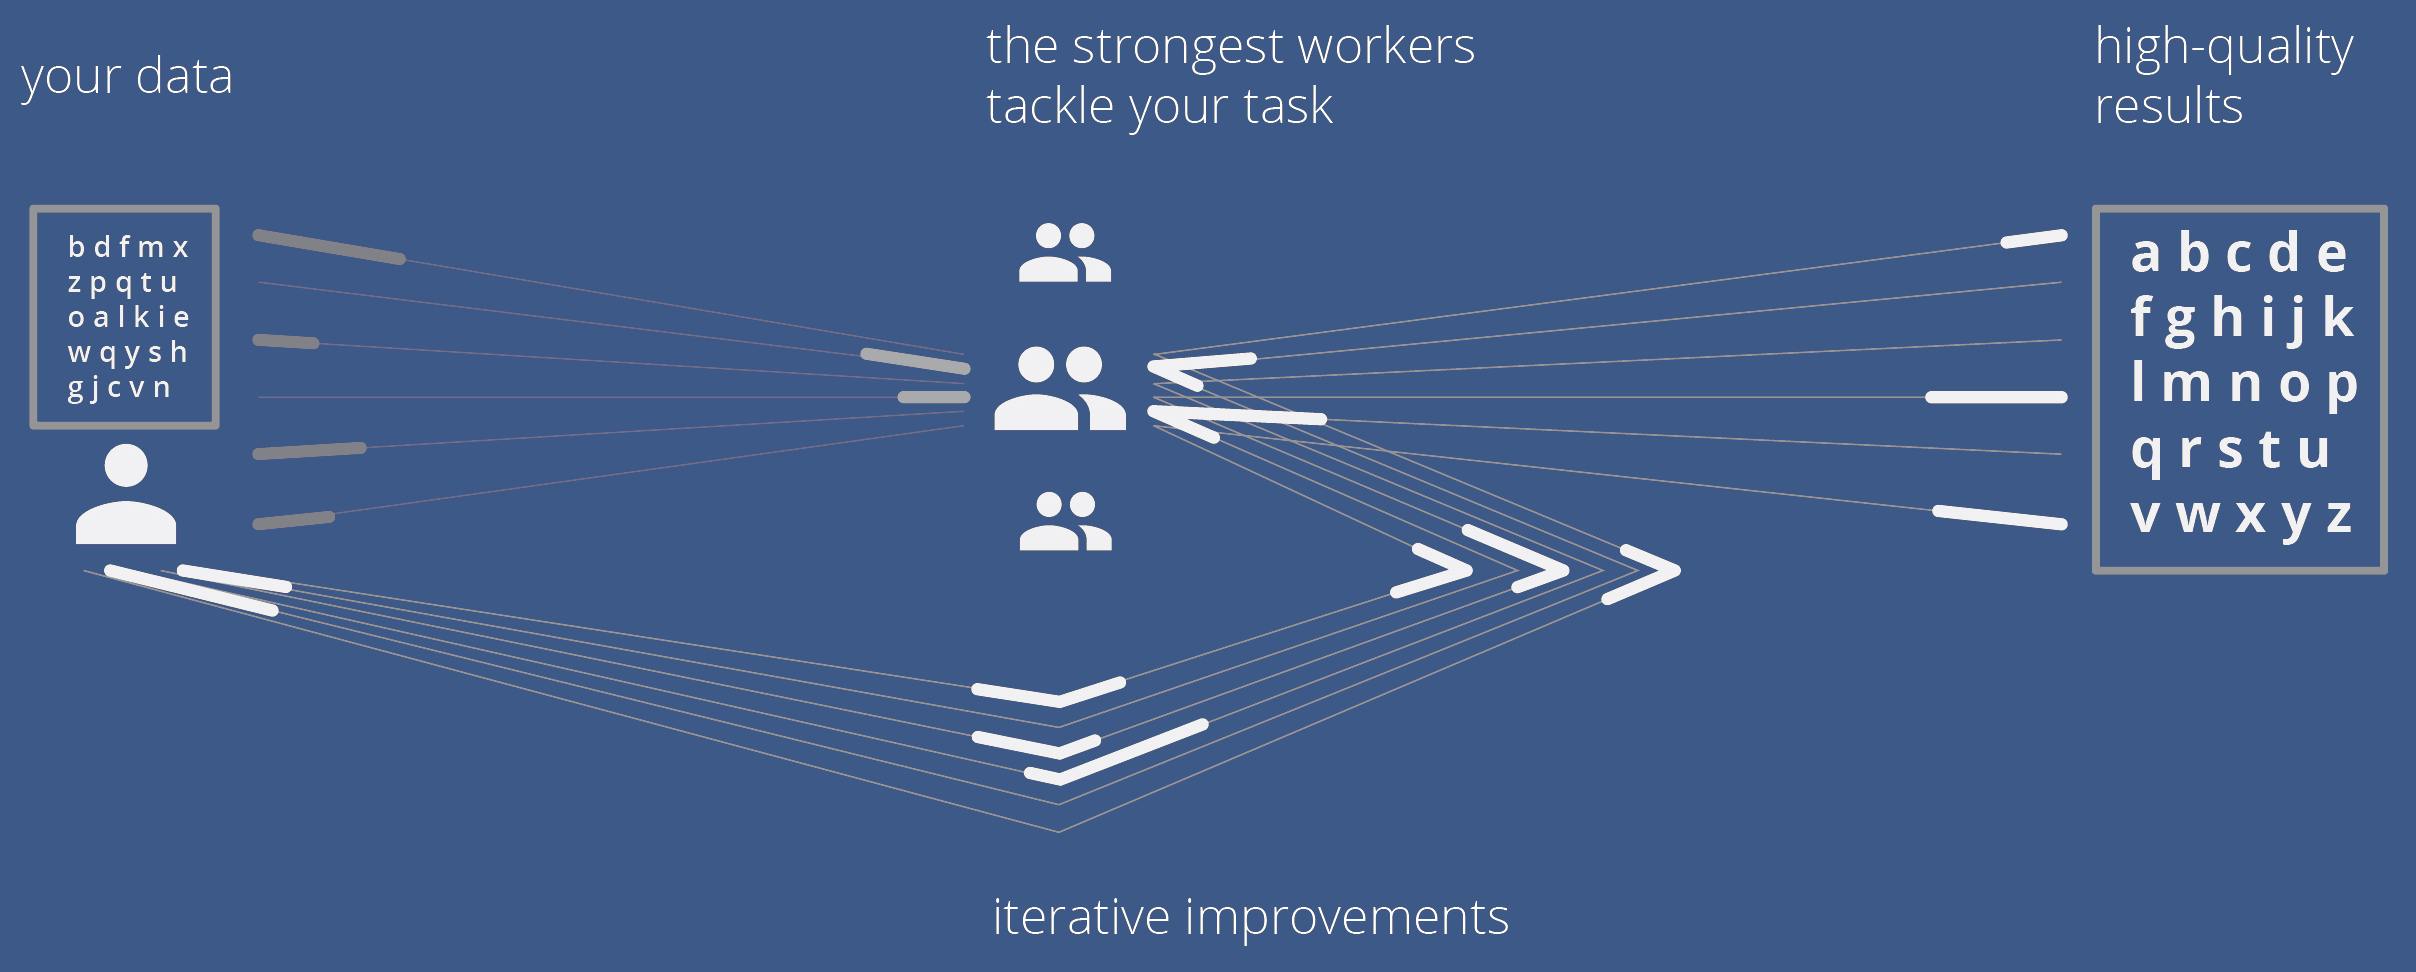 your data
the strongest workers
tackle your task
high-quality
results
b d f m x
z p q t u
o a l k i e
w q y s h
g j c v n
a b c d e
f g h i j k
l m n o p
q r s t u
v w x y z
iterative improvements